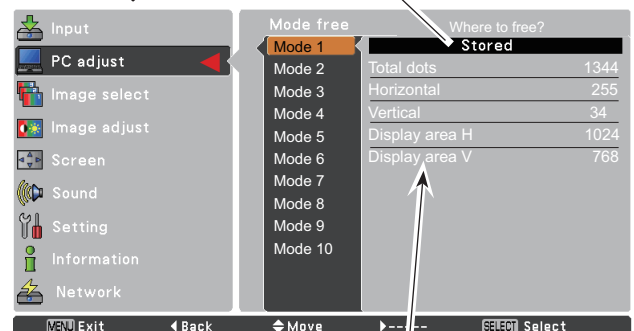 Mode free
Where to free?
Input
PC adjust
Image select
Image adjust
Screen
Sound
Setting
Information
Network
Mode 1
Mode 2
Mode 3
Mode 4
Mode 5
Mode 6
Mode 7
Mode 8
Mode 9
Mode 10
Stored
Total dots 1344
Horizontal 255
Vertical 34
Display area H 1024
Display area V 768
MENU Exit Back Move ----- SELECT Select